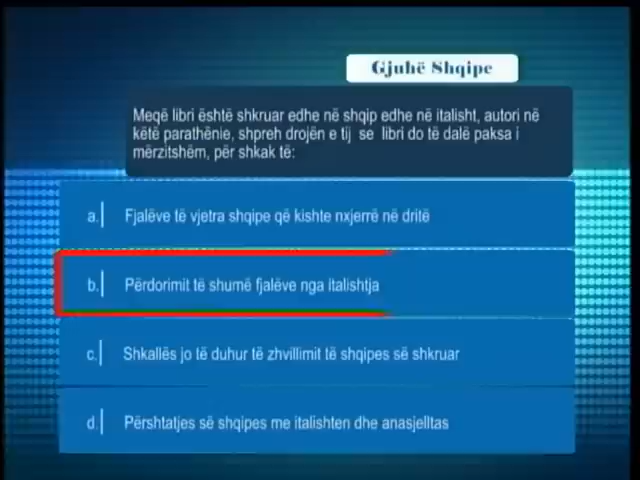 Gjuhë Shqipe
Meqë libri është shkruar edhe në shqip edhe në italisht, autori në
këtë parathënie, shpreh drojën e tij se libri do të dalë paksa i
mërzitshëm, për shkak të:
a. Fjalëve të vjetra shqipe që kishte nxjerrë në dritë
b. Përdorimit të shumë fjalëve nga italishtja
c. Shkallës jo të duhur të zhvillimit të shqipes së shkruar
d. Përshtatjes së shqipes me italishten dhe anasjelltas